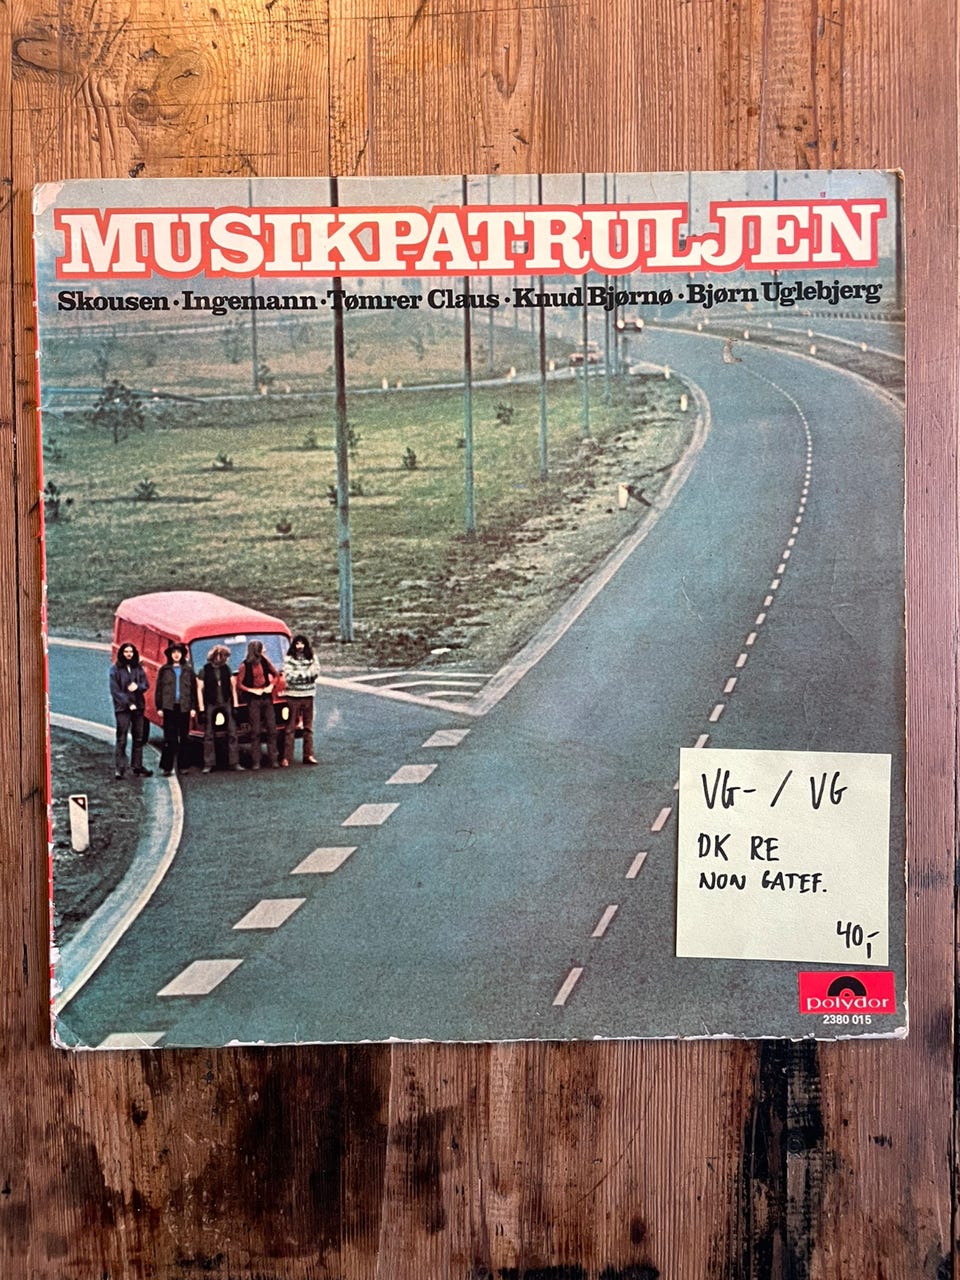 MUSIKPATRULJEN
Skousen · Ingemann · Tømrer Claus · Knud Bjørnø · Bjørn Uglebjerg
VG- / VG
DK RE
NON GATEF.
40,-
polydor
2380 015